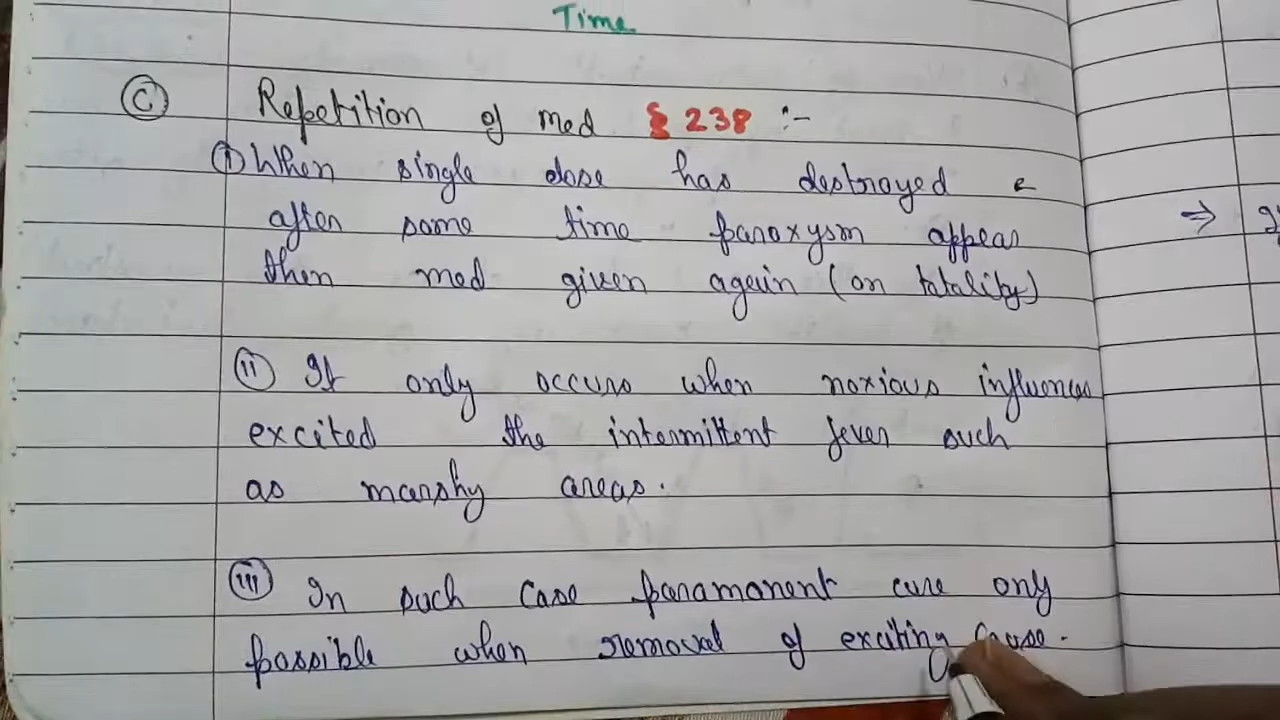 Time
Ⓒ Repetition of med § 238 :-
ⓘ When single dose has destroyed e
after some time paroxysm appear
then med given again (on totality)
⇒
ⓘⓘ It only occurs when noxious influences
excited the intermittent fever such
as marshy areas.
ⓘⓘⓘ In such case paramanent cure only
possible when removal of exciting cause.